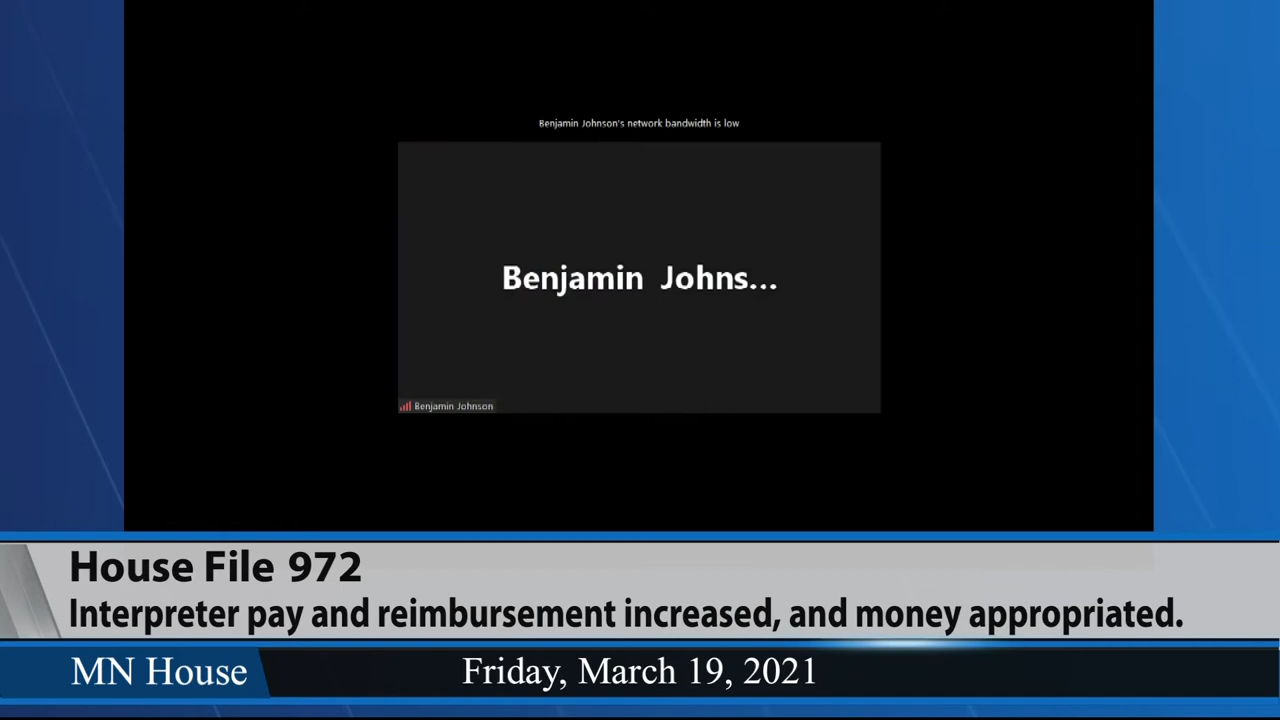 Benjamin Johnson's network bandwidth is low
Benjamin Johns...
Benjamin Johnson
House File 972
Interpreter pay and reimbursement increased, and money appropriated.
MN House
Friday, March 19, 2021